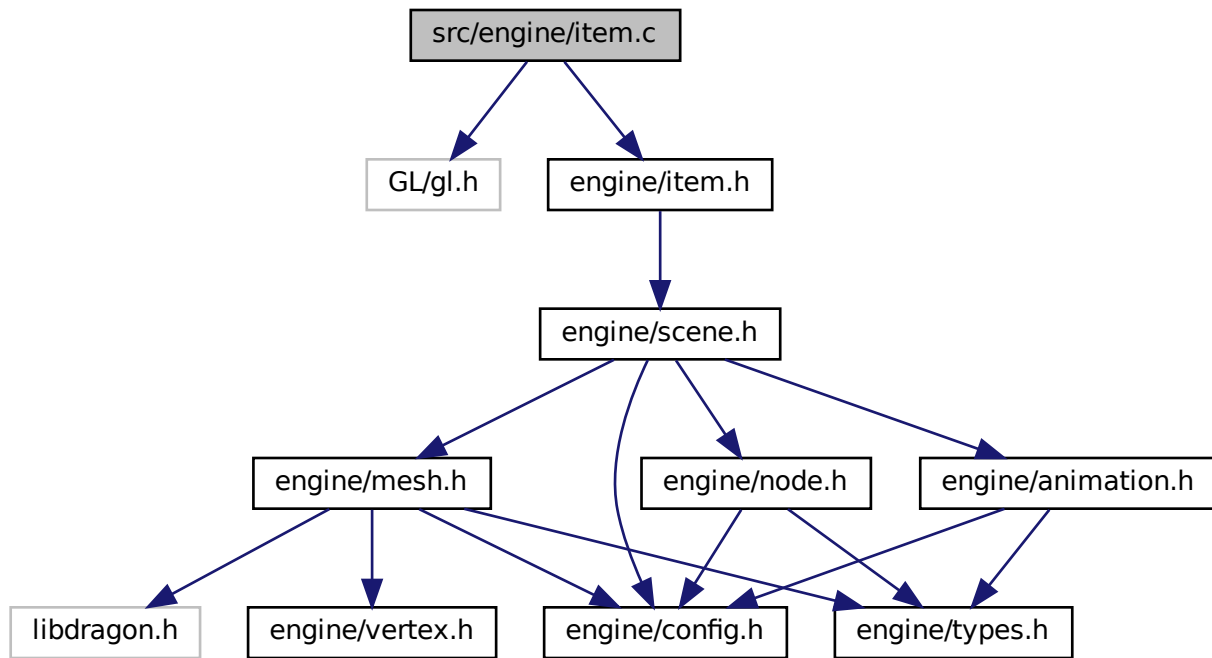 src/engine/item.c
GL/gl.h
engine/item.h
engine/scene.h
engine/mesh.h
engine/node.h
engine/animation.h
libdragon.h
engine/vertex.h
engine/config.h
engine/types.h